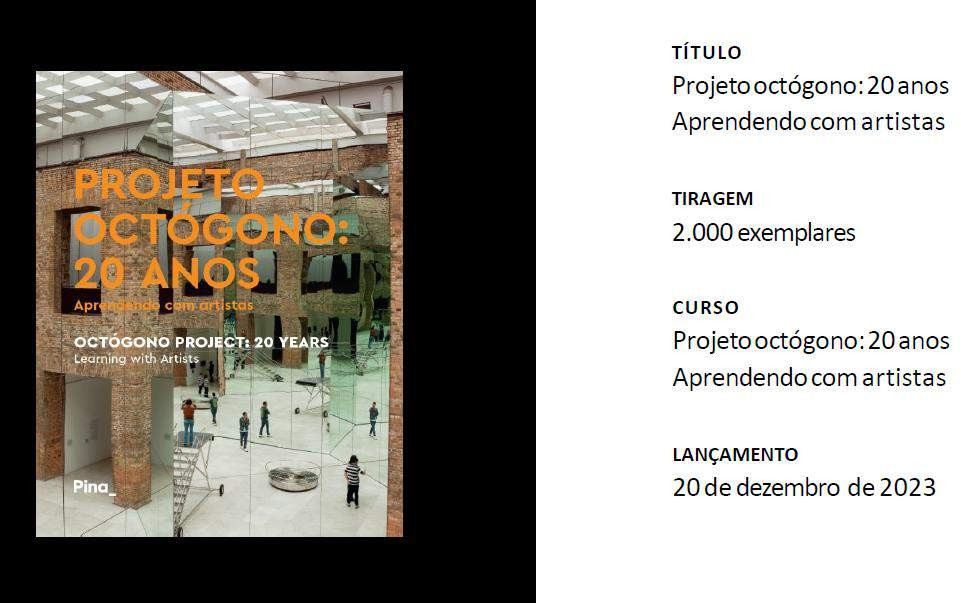 PROJETO
OCTÓGONO:
20 ANOS
Aprendendo com artistas
OCTÓGONO PROJECT: 20 YEARS
Learning with Artists
Pina_
TÍTULO
Projeto octógono: 20 anos
Aprendendo com artistas
TIRAGEM
2.000 exemplares
CURSO
Projeto octógono: 20 anos
Aprendendo com artistas
LANÇAMENTO
20 de dezembro de 2023